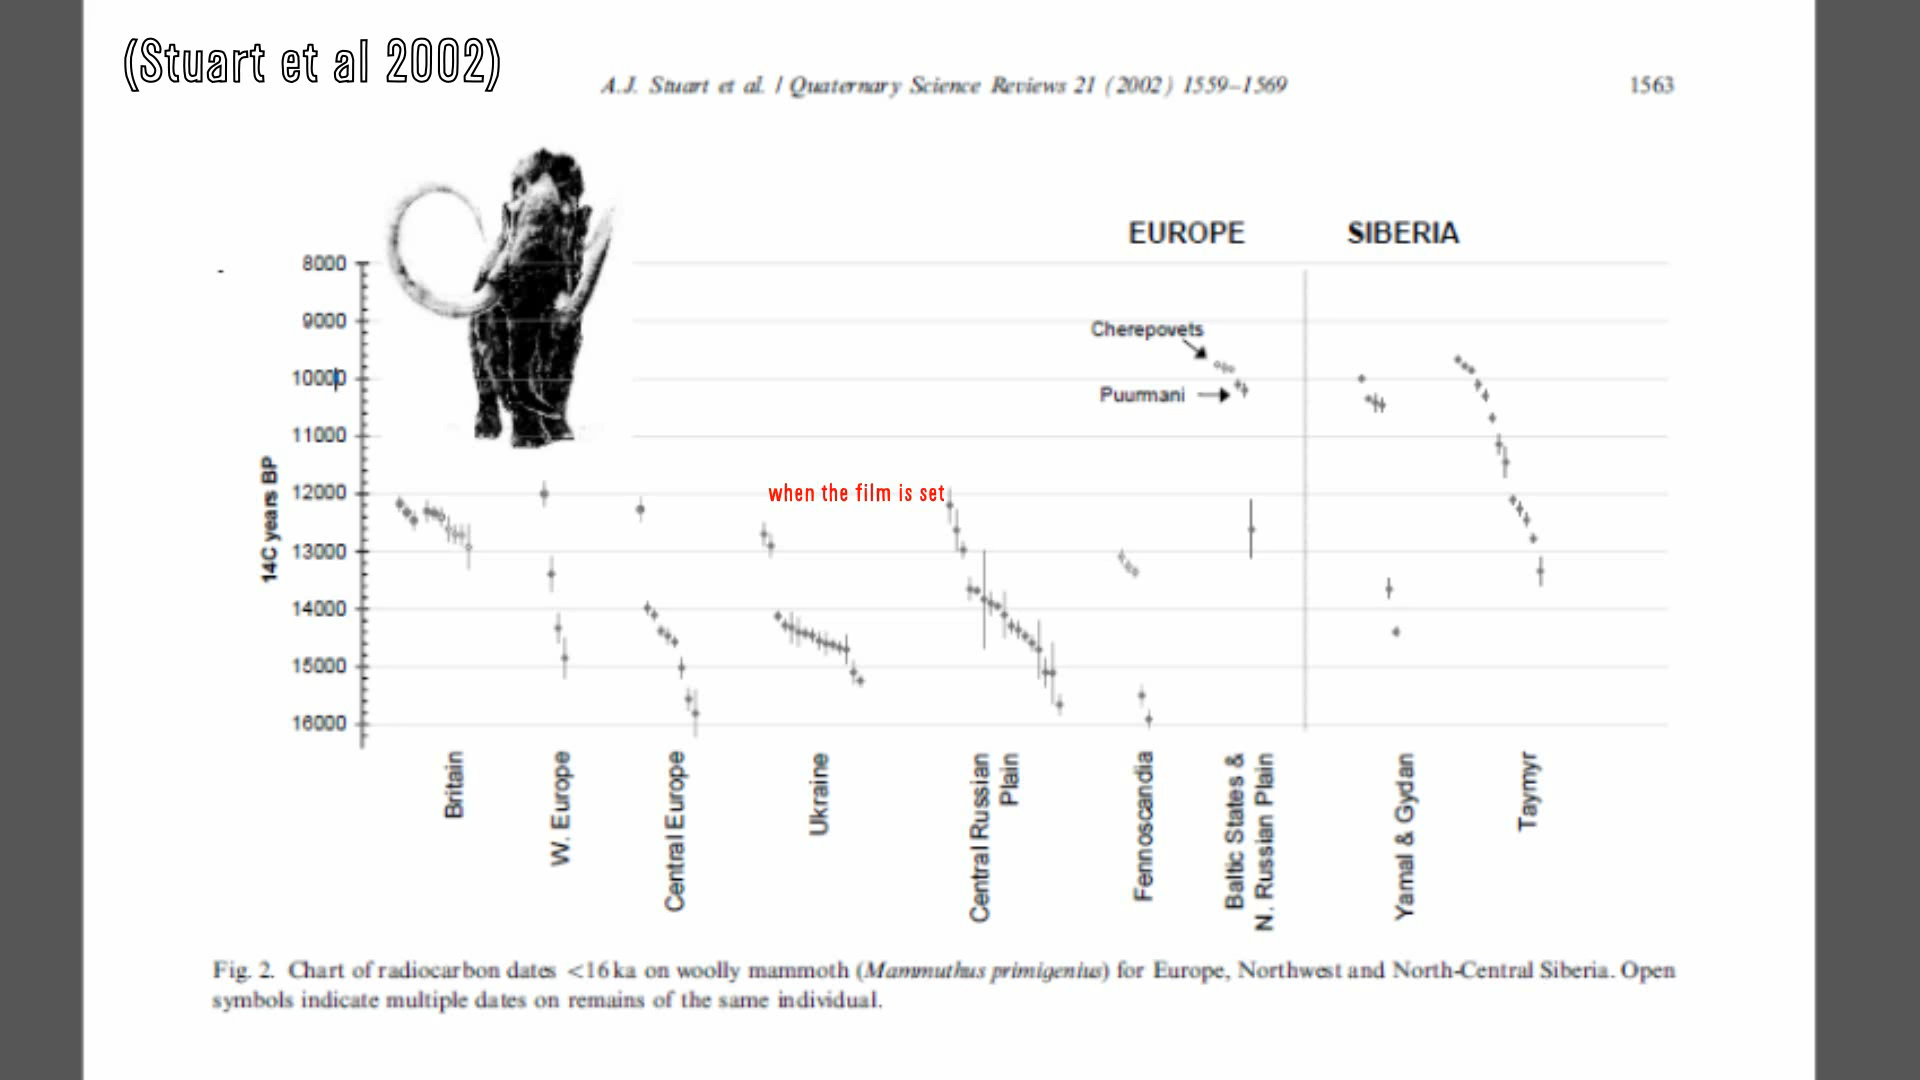 (Stuart et al 2002)
A.J. Stuart et al. / Quaternary Science Reviews 21 (2002) 1559–1569
1563
EUROPE
SIBERIA
8000
9000
10000
11000
12000
13000
14000
15000
16000
14C years BP
Cherepovets
Puurmani
when the film is set
Britain
W. Europe
Central Europe
Ukraine
Central Russian
Plain
Fennoscandia
Baltic States &
N. Russian Plain
Yamal & Gydan
Taymyr
Fig. 2. Chart of radiocarbon dates <16 ka on woolly mammoth (Mammuthus primigenius) for Europe, Northwest and North-Central Siberia. Open
symbols indicate multiple dates on remains of the same individual.